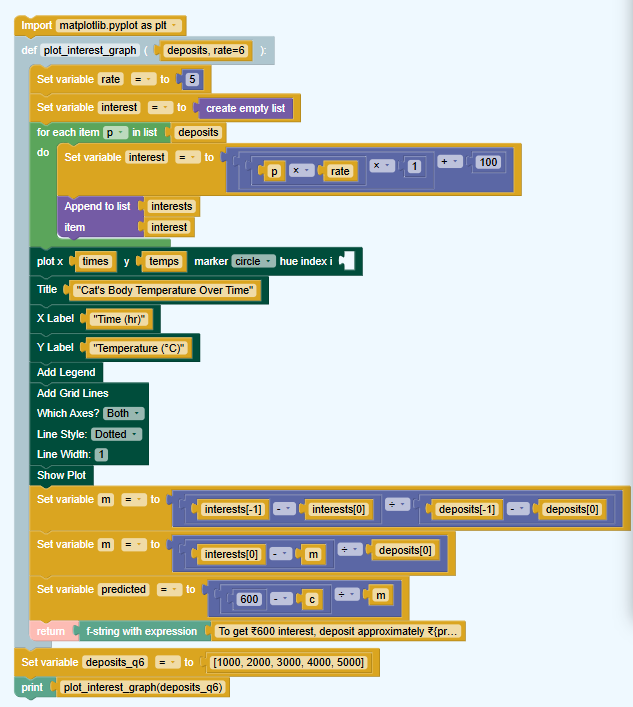 Import matplotlib.pyplot as plt
def plot_interest_graph ( deposits, rate=6 ):
Set variable rate = to 5
Set variable interest = to create empty list
for each item p in list deposits
do Set variable interest = to p × rate × 1 + 100
Append to list interests
item interest
plot x times y temps marker circle hue index i
Title "Cat's Body Temperature Over Time"
X Label "Time (hr)"
Y Label "Temperature (°C)"
Add Legend
Add Grid Lines
Which Axes? Both
Line Style: Dotted
Line Width: 1
Show Plot
Set variable m = to interests[-1] - interests[0] ÷ deposits[-1] - deposits[0]
Set variable m = to interests[0] - m ÷ deposits[0]
Set variable predicted = to 600 - c ÷ m
return f-string with expression To get ₹600 interest, deposit approximately ₹{pr...
Set variable deposits_q6 = to [1000, 2000, 3000, 4000, 5000]
print plot_interest_graph(deposits_q6)